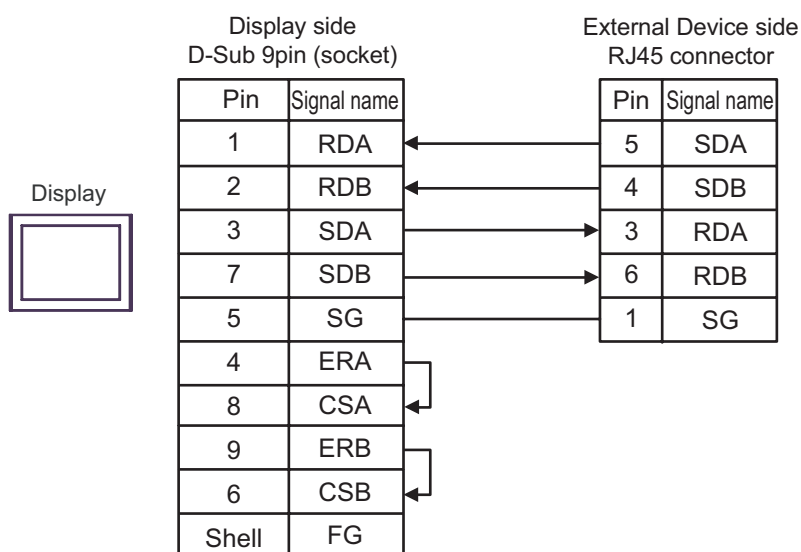 Display side
D-Sub 9pin (socket)
External Device side
RJ45 connector
Display
Pin Signal name
1 RDA
2 RDB
3 SDA
7 SDB
5 SG
4 ERA
8 CSA
9 ERB
6 CSB
Shell FG
Pin Signal name
5 SDA
4 SDB
3 RDA
6 RDB
1 SG